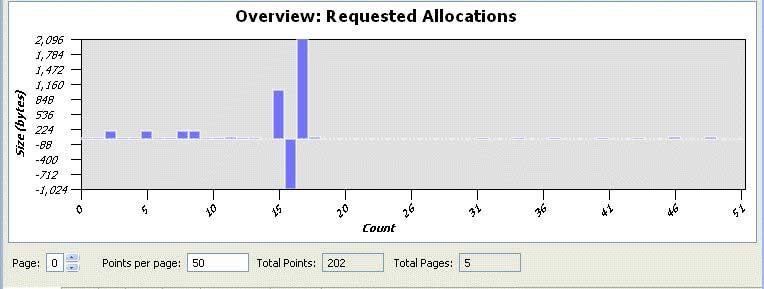 Overview: Requested Allocations
Size (bytes)
2,096
1,784
1,472
1,160
848
536
224
-88
-400
-712
-1,024
0 5 10 15 20 26 31 36 41 46 51
Count
Page: 0 Points per page: 50 Total Points: 202 Total Pages: 5